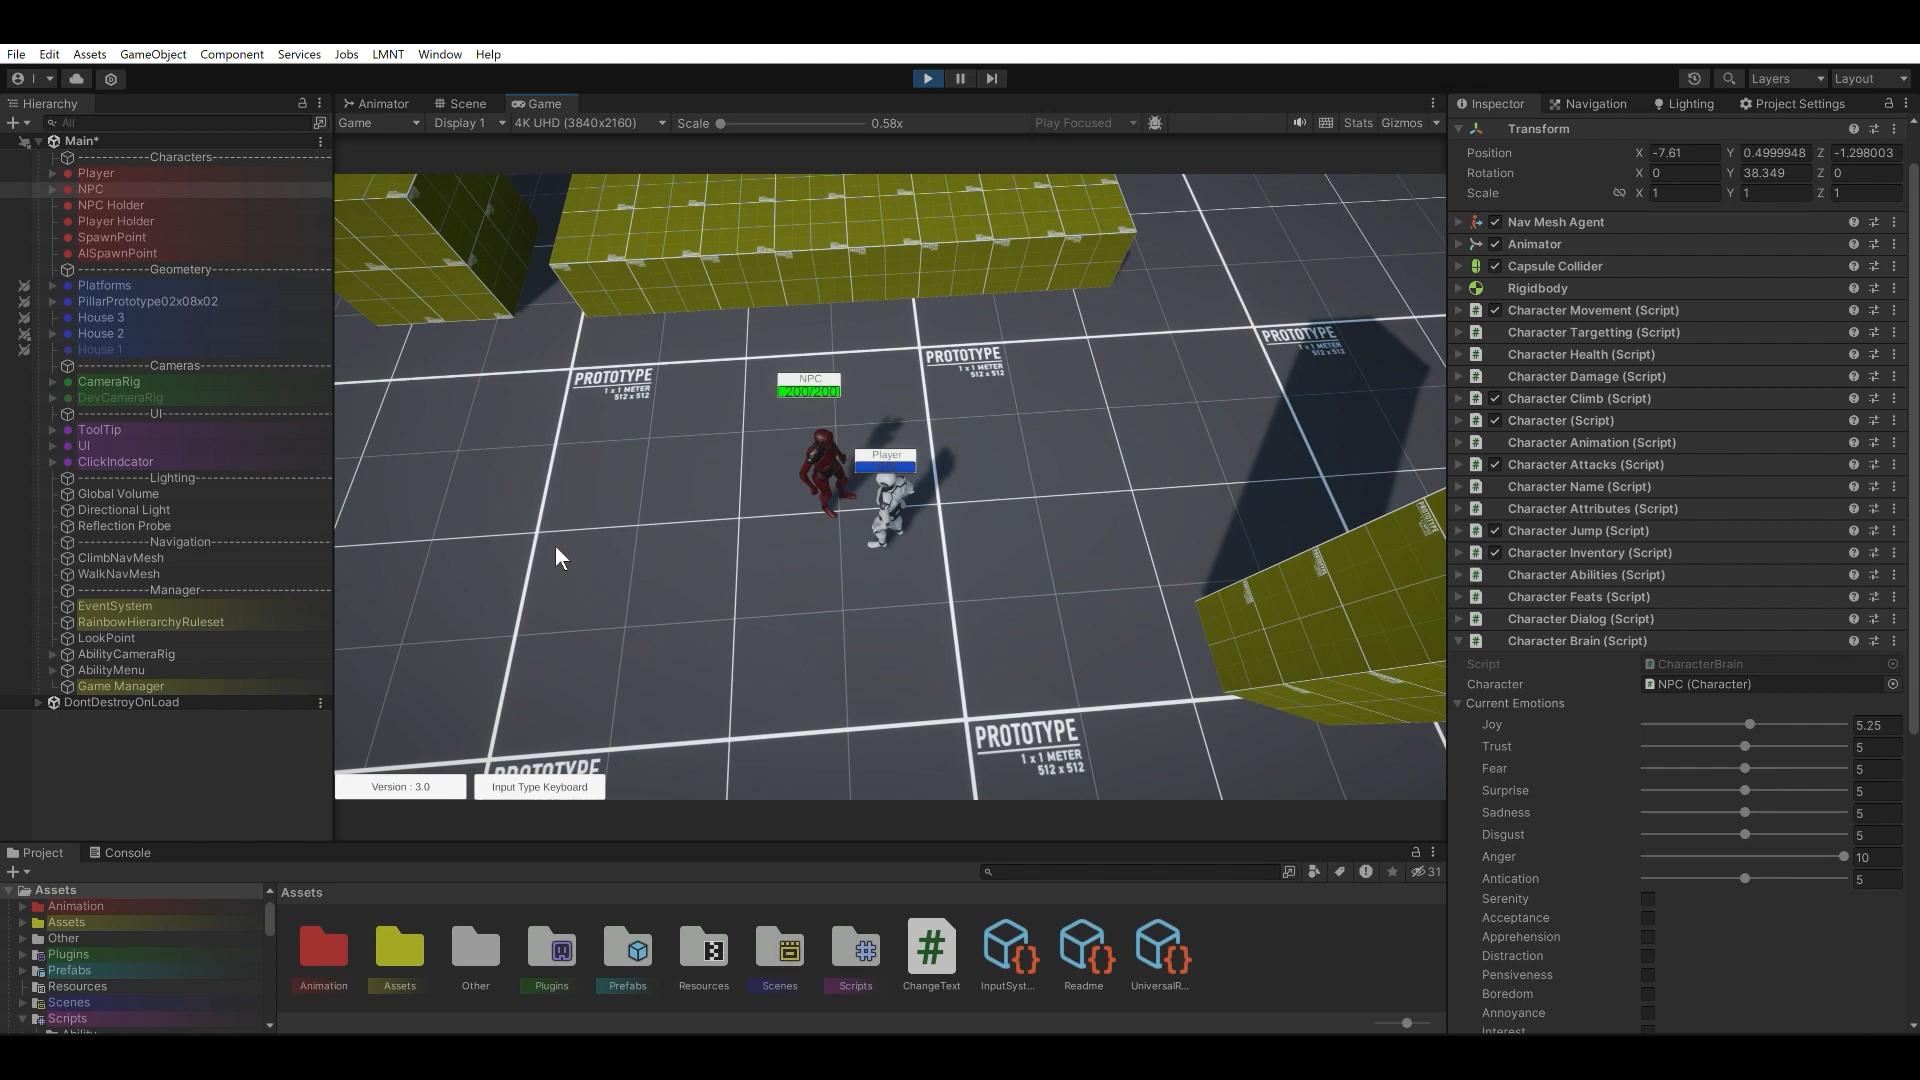 File Edit Assets GameObject Component Services Jobs LMNT Window Help
I Layers Layout
Hierarchy
All
Main*
-----------Characters-----------------------
Player
NPC
NPC Holder
Player Holder
SpawnPoint
AISpawnPoint
-----------Geometery-----------------------
Platforms
PillarPrototype02x08x02
House 3
House 2
House 1
-----------Cameras-----------------------
CameraRig
DevCameraRig
-------------UI-----------------------
ToolTip
UI
ClickIndcator
-----------Lighting-----------------------
Global Volume
Directional Light
Reflection Probe
-----------Navigation-----------------------
ClimbNavMesh
WalkNavMesh
-----------Manager-----------------------
EventSystem
RainbowHierarchyRuleset
LookPoint
AbilityCameraRig
AbilityMenu
Game Manager
DontDestroyOnLoad
Animator Scene Game
Game Display 1 4K UHD (3840x2160) Scale 0.58x Play Focused Stats Gizmos
PROTOTYPE
1 x 1 METER
512 x 512
PROTOTYPE
1 x 1 METER
512 x 512
PROTOTYPE
1 x 1 METER
512 x 512
NPC
200/200
Player
PROTOTYPE
1 x 1 METER
512 x 512
PROTOTYPE
Version : 3.0
Input Type Keyboard
Inspector Navigation Lighting Project Settings
Transform
Position X -7.61 Y 0.4999948 Z -1.298003
Rotation X 0 Y 38.349 Z 0
Scale X 1 Y 1 Z 1
Nav Mesh Agent
Animator
Capsule Collider
Rigidbody
# Character Movement (Script)
# Character Targetting (Script)
# Character Health (Script)
# Character Damage (Script)
# Character Climb (Script)
# Character (Script)
# Character Animation (Script)
# Character Attacks (Script)
# Character Name (Script)
# Character Attributes (Script)
# Character Jump (Script)
# Character Inventory (Script)
# Character Abilities (Script)
# Character Feats (Script)
# Character Dialog (Script)
# Character Brain (Script)
Script # CharacterBrain
Character # NPC (Character)
Current Emotions
Joy 5.25
Trust 5
Fear 5
Surprise 5
Sadness 5
Disgust 5
Anger 10
Antication 5
Serenity
Acceptance
Apprehension
Distraction
Pensiveness
Boredom
Annoyance
Interest
Project Console
31
Assets
Animation
Assets
Other
Plugins
Prefabs
Resources
Scenes
Scripts
Ability
Assets
Animation Assets Other Plugins Prefabs Resources Scenes Scripts ChangeText InputSyst... Readme UniversalR...